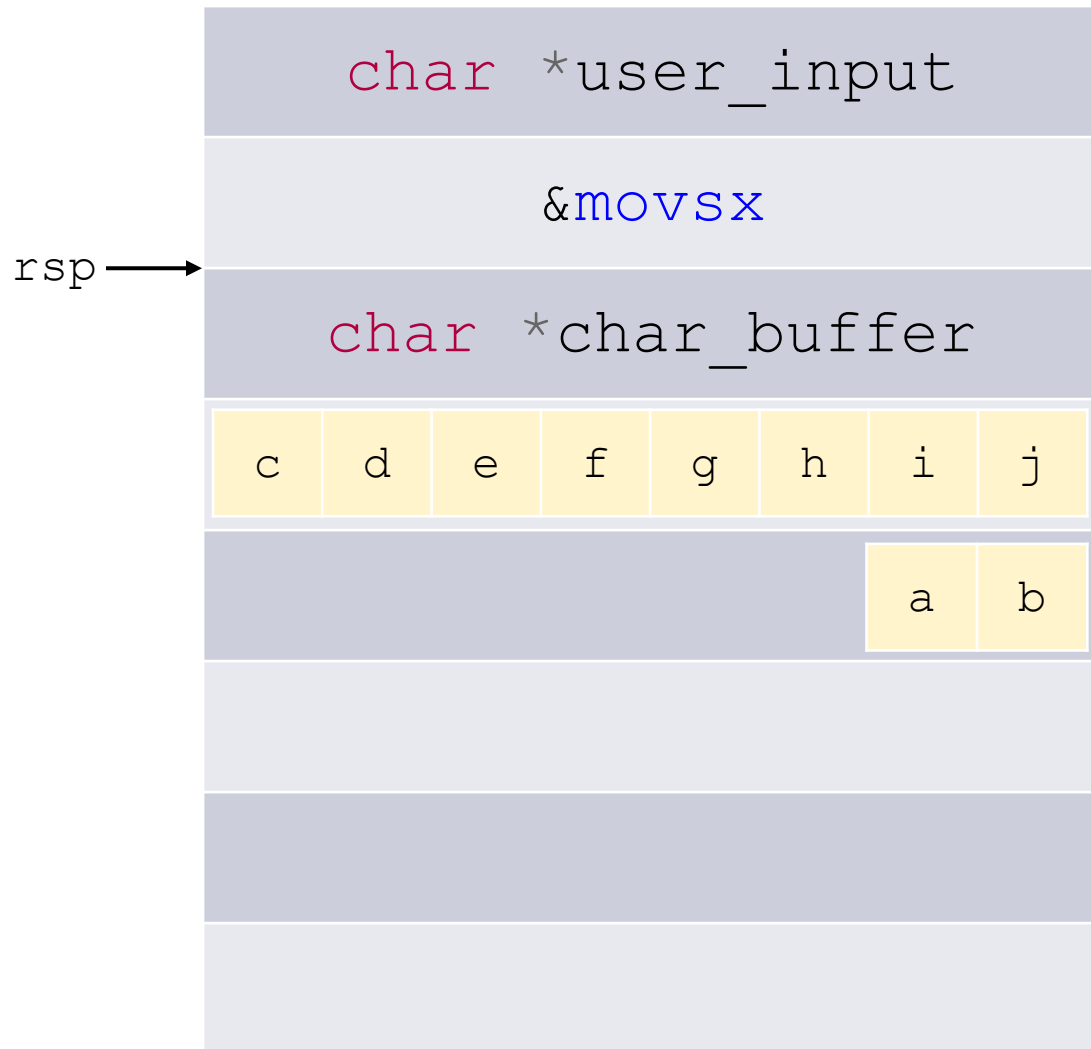 char *user_input
&movsx
rsp
char *char_buffer
c d e f g h i j
a b